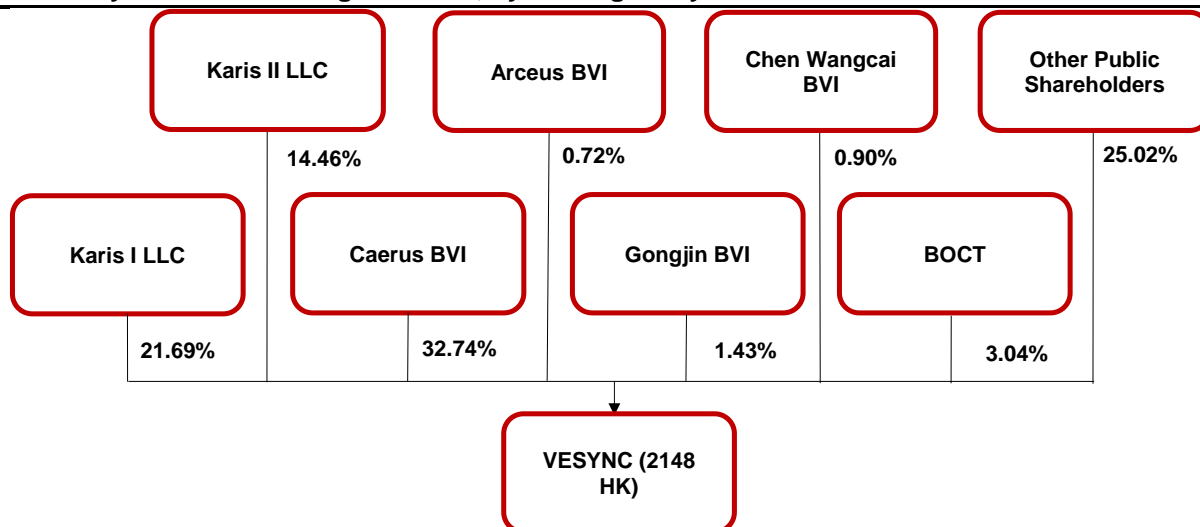 Karis II LLC
Arceus BVI
Chen Wangcai
BVI
Other Public
Shareholders
14.46%
0.72%
0.90%
25.02%
Karis I LLC
Caerus BVI
Gongjin BVI
BOCT
21.69%
32.74%
1.43%
3.04%
VESYNC (2148
HK)